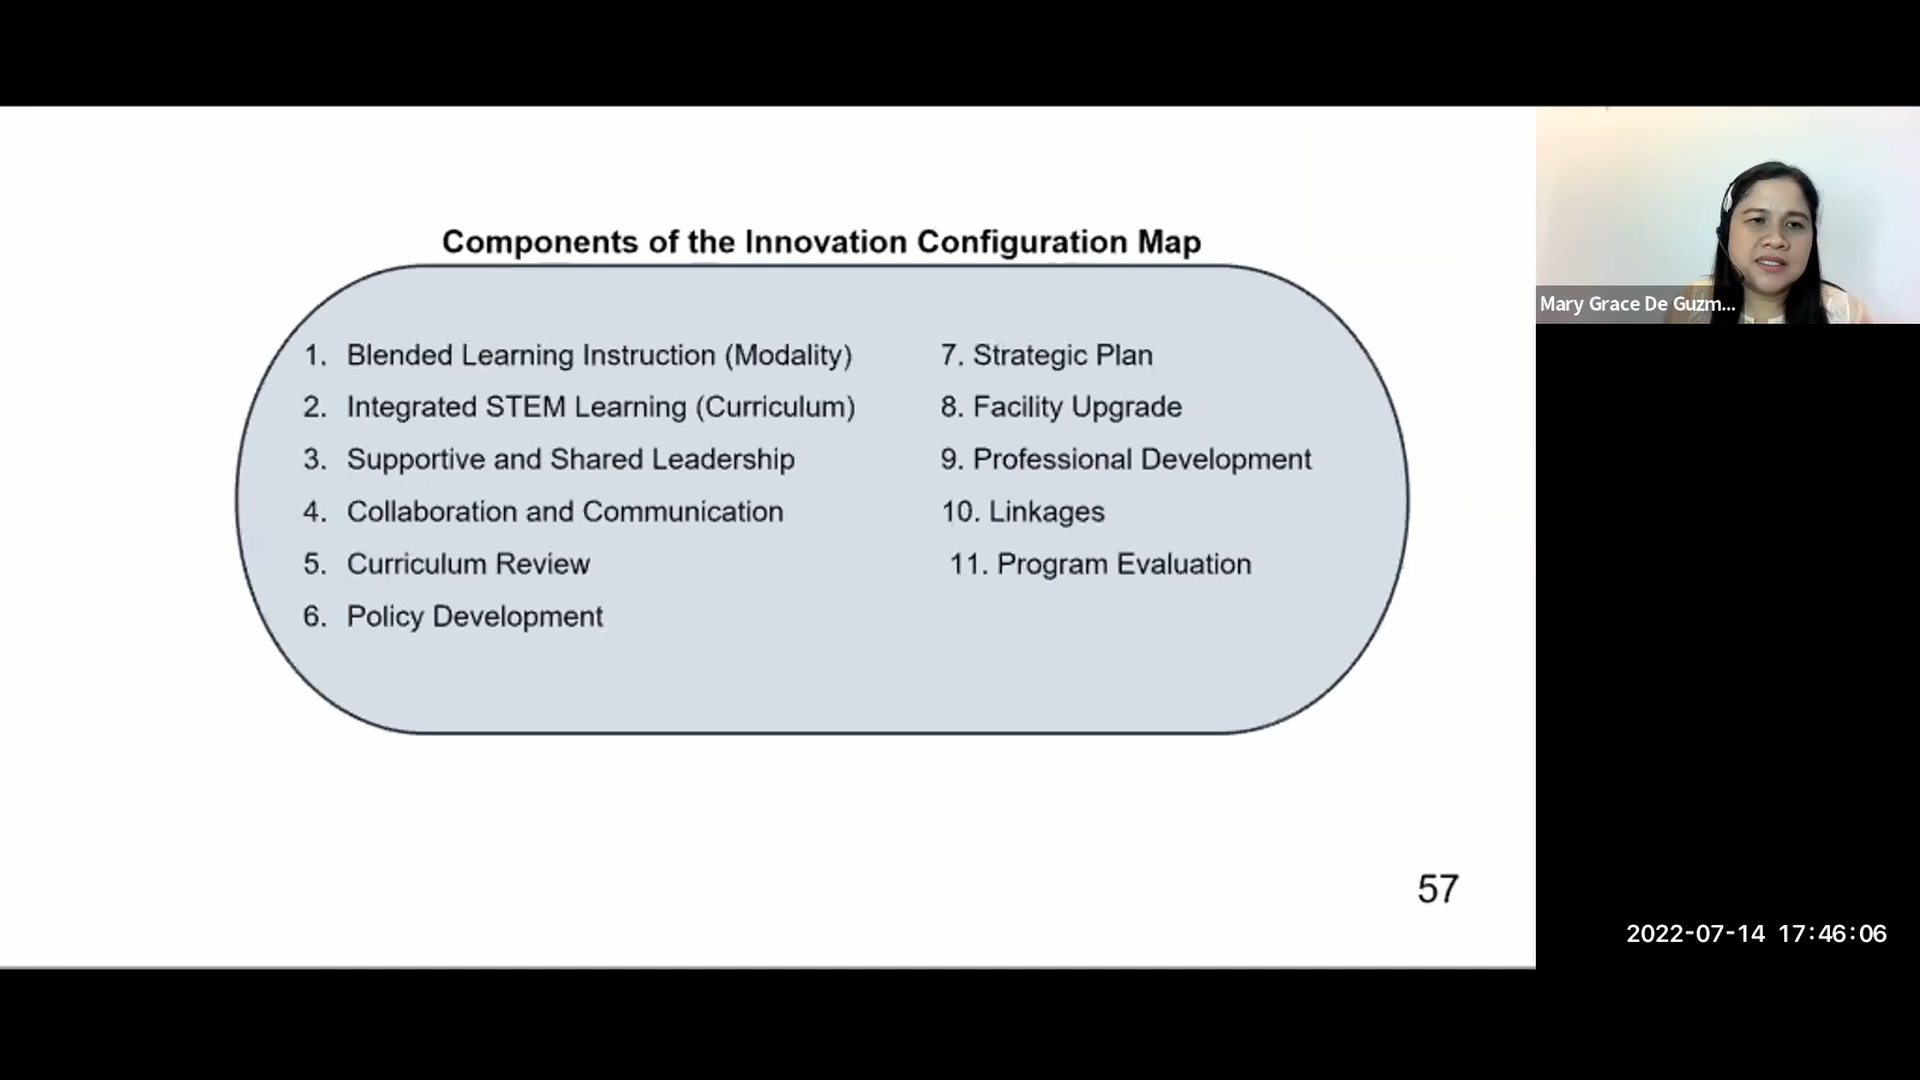 Components of the Innovation Configuration Map
1. Blended Learning Instruction (Modality)
2. Integrated STEM Learning (Curriculum)
3. Supportive and Shared Leadership
4. Collaboration and Communication
5. Curriculum Review
6. Policy Development
7. Strategic Plan
8. Facility Upgrade
9. Professional Development
10. Linkages
11. Program Evaluation
57
Mary Grace De Guzm...
2022-07-14 17:46:06